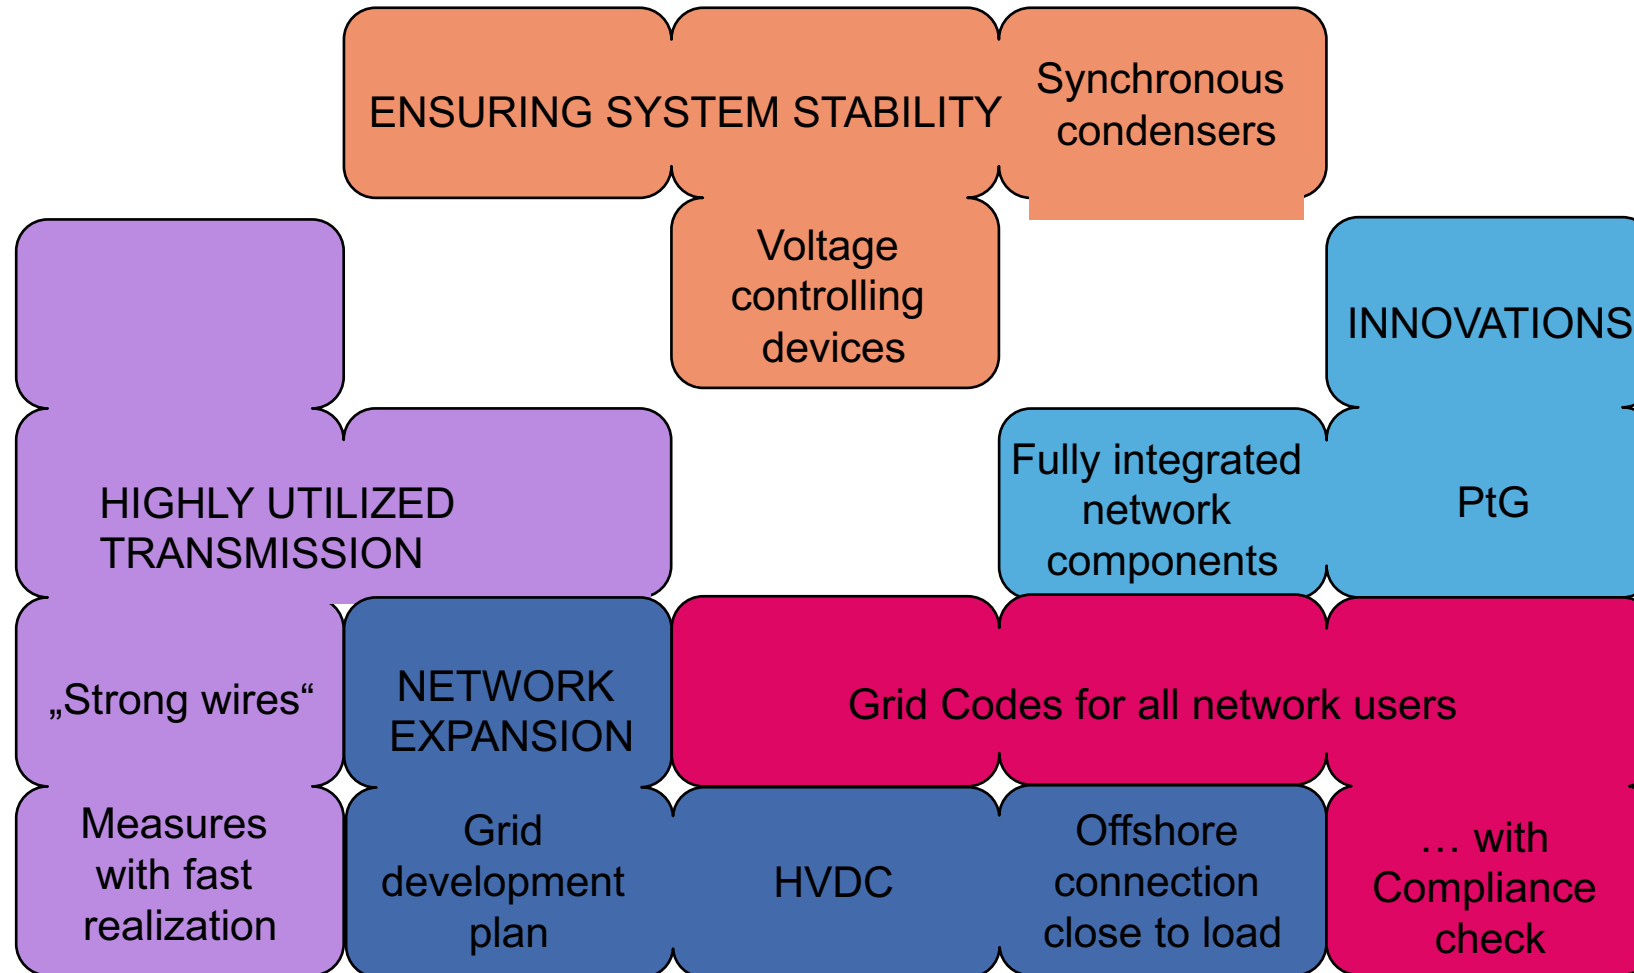 ENSURING SYSTEM STABILITY
Synchronous
condensers
Voltage
controlling
devices
INNOVATIONS
Fully integrated
network
components
PtG
HIGHLY UTILIZED
TRANSMISSION
„Strong wires“
NETWORK
EXPANSION
Grid Codes for all network users
Measures
with fast
realization
Grid
development
plan
HVDC
Offshore
connection
close to load
… with
Compliance
check